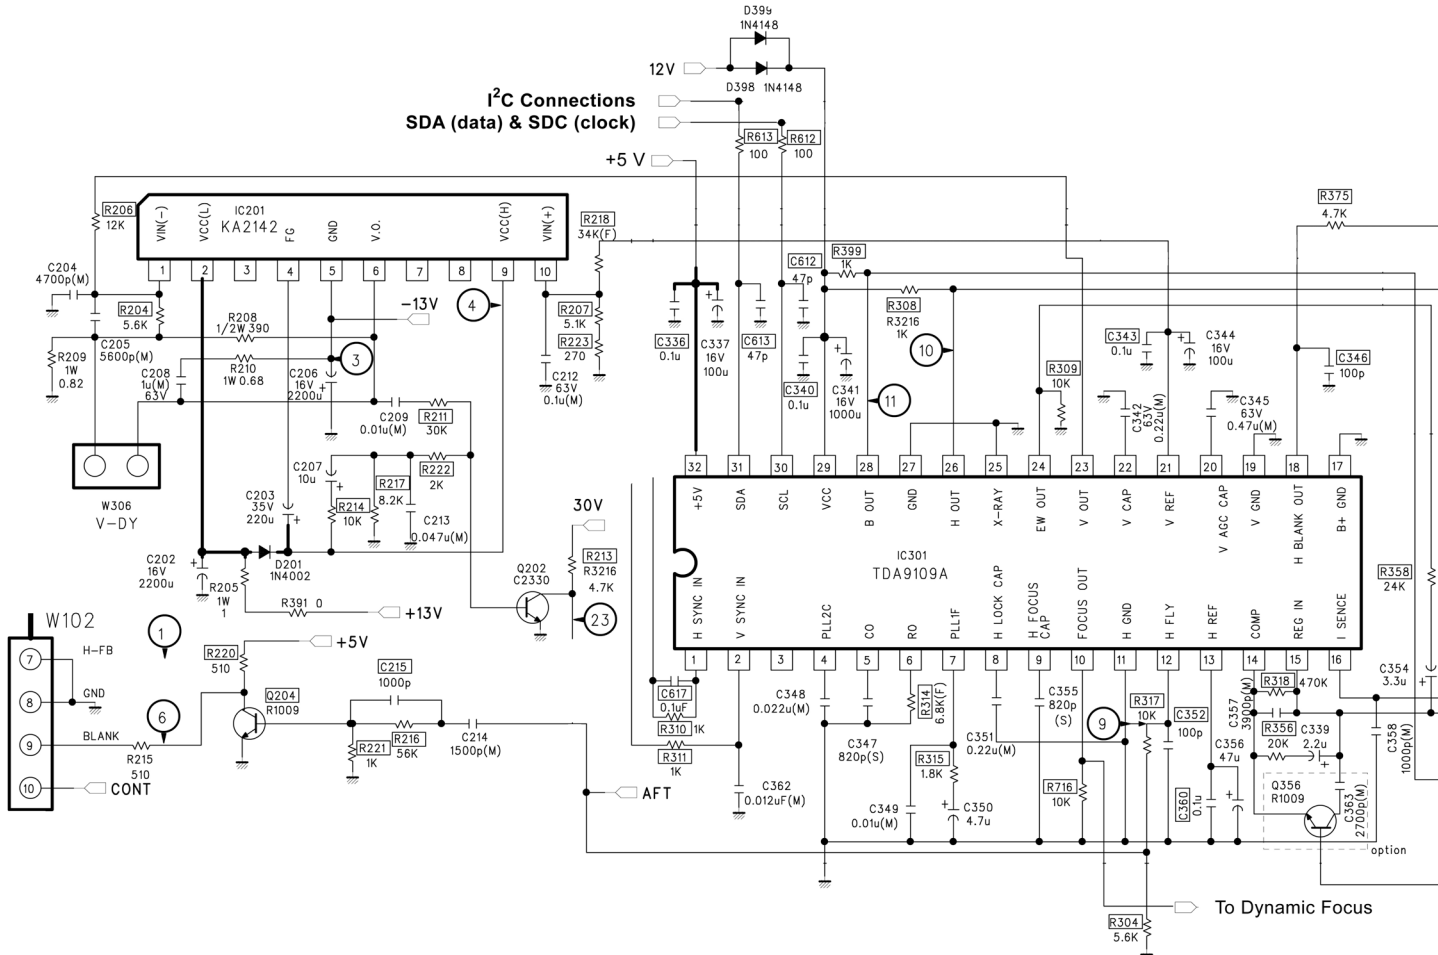 D399
1N4148
12V
D398 1N4148
I²C Connections
SDA (data) & SDC (clock)
R613
100
R612
100
+5 V
R206
12K
VIN(-)
VCC(L)
FG
GND
V.O.
VCC(H)
VIN(+)
IC201
KA2142
1
2
3
4
5
6
7
8
9
10
R218
34K(F)
R375
4.7K
C204
4700p(M)
R204
5.6K
R208
1/2W 390
-13V
4
R207
5.1K
R223
270
C612
47p
R399
1K
R308
R3216
1K
R209
1W
0.82
C205
5600p(M)
C208
1u(M)
63V
R210
1W 0.68
C206
16V
2200u
+
3
C212
63V
0.1u(M)
C336
0.1u
+
C337
16V
100u
C613
47p
C340
0.1u
+
C341
16V
1000u
10
11
R309
10K
C343
0.1u
+
C344
16V
100u
C346
100p
C342
63V
0.22u(M)
C345
63V
0.47u(M)
C209
0.01u(M)
R211
30K
W306
V-DY
C207
10u
+
R214
10K
R217
8.2K
R222
2K
C213
0.047u(M)
C203
35V
220u
+
C202
16V
2200u
+
D201
1N4002
R205
1W
1
R391 0
+13V
30V
R213
R3216
4.7K
Q202
C2330
23
32
31
30
29
28
27
26
25
24
23
22
21
20
19
18
17
+5V
SDA
SCL
VCC
B OUT
GND
H OUT
X-RAY
EW OUT
V OUT
V CAP
V REF
V AGC CAP
V GND
H BLANK OUT
B+ GND
IC301
TDA9109A
H SYNC IN
V SYNC IN
PLL2C
CO
RO
PLL1F
H LOCK CAP
H FOCUS
CAP
FOCUS OUT
H GND
H FLY
H REF
COMP
REG IN
I SENCE
1
2
3
4
5
6
7
8
9
10
11
12
13
14
15
16
R358
24K
C354
3.3u
+
W102
7
8
9
10
H-FB
GND
BLANK
CONT
1
6
R215
510
+5V
R220
510
Q204
R1009
C215
1000p
R221
1K
R216
56K
C214
1500p(M)
AFT
C617
0.1uF
R310 1K
R311
1K
C362
0.012uF(M)
C348
0.022u(M)
C347
820p(S)
R314
6.8K(F)
C349
0.01u(M)
R315
1.8K
+
C350
4.7u
C351
0.22u(M)
C355
820p
(S)
R716
10K
9
R317
10K
C352
100p
C360
0.1u
C356
47u
+
C357
3900p(M)
R318 470K
R356
20K
C339
2.2u
+
C358
1000p(M)
Q356
R1009
C363
2700p(M)
option
R304
5.6K
To Dynamic Focus